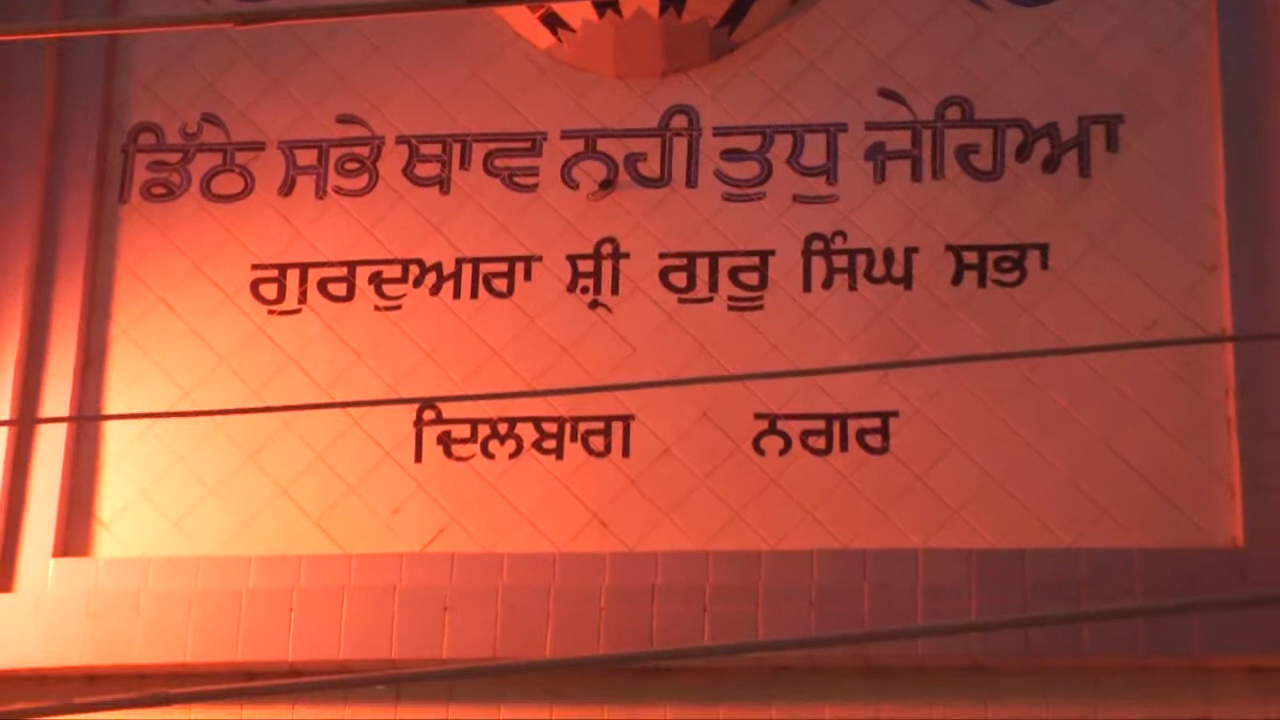 ਡਿੱਠੇ ਸਭੇ ਥਾਵ ਨਹੀ ਤੁਧੁ ਜੇਹਿਆ
ਗੁਰਦੁਆਰਾ ਸ਼੍ਰੀ ਗੁਰੂ ਸਿੰਘ ਸਭਾ
ਦਿਲਬਾਗ ਨਗਰ